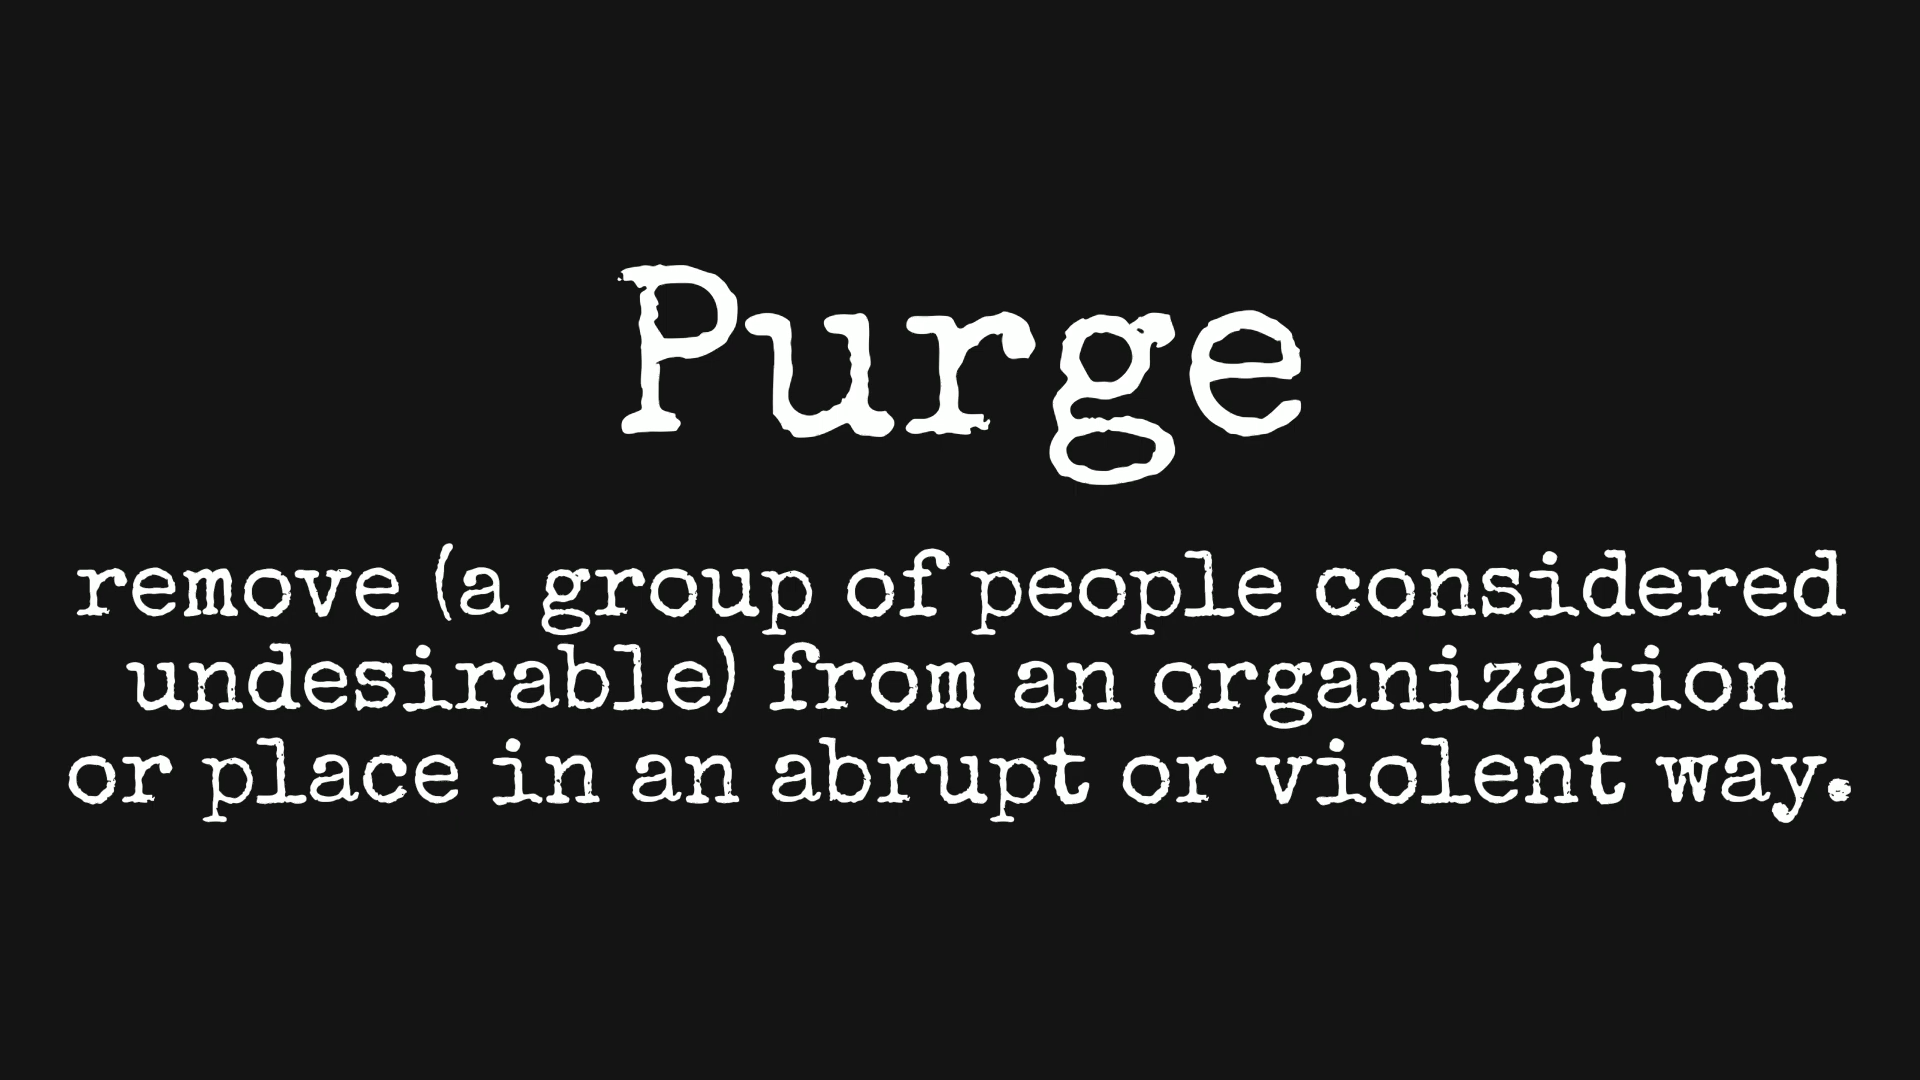 Purge
remove (a group of people considered
undesirable) from an organization
or place in an abrupt or violent way.